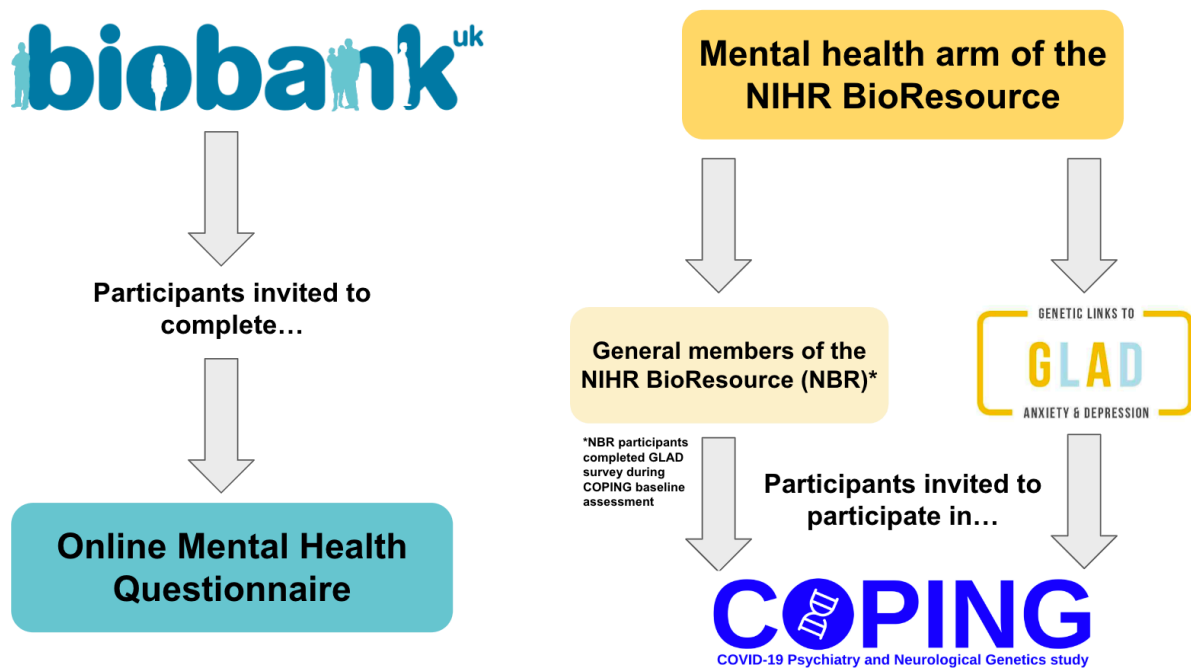 biobank uk
Participants invited to
complete…
Online Mental Health
Questionnaire
Mental health arm of the
NIHR BioResource
General members of the
NIHR BioResource (NBR)*
GENETIC LINKS TO
GLAD
ANXIETY & DEPRESSION
*NBR participants
completed GLAD
survey during
COPING baseline
assessment
Participants invited to
participate in…
COPING
COVID-19 Psychiatry and Neurological Genetics study